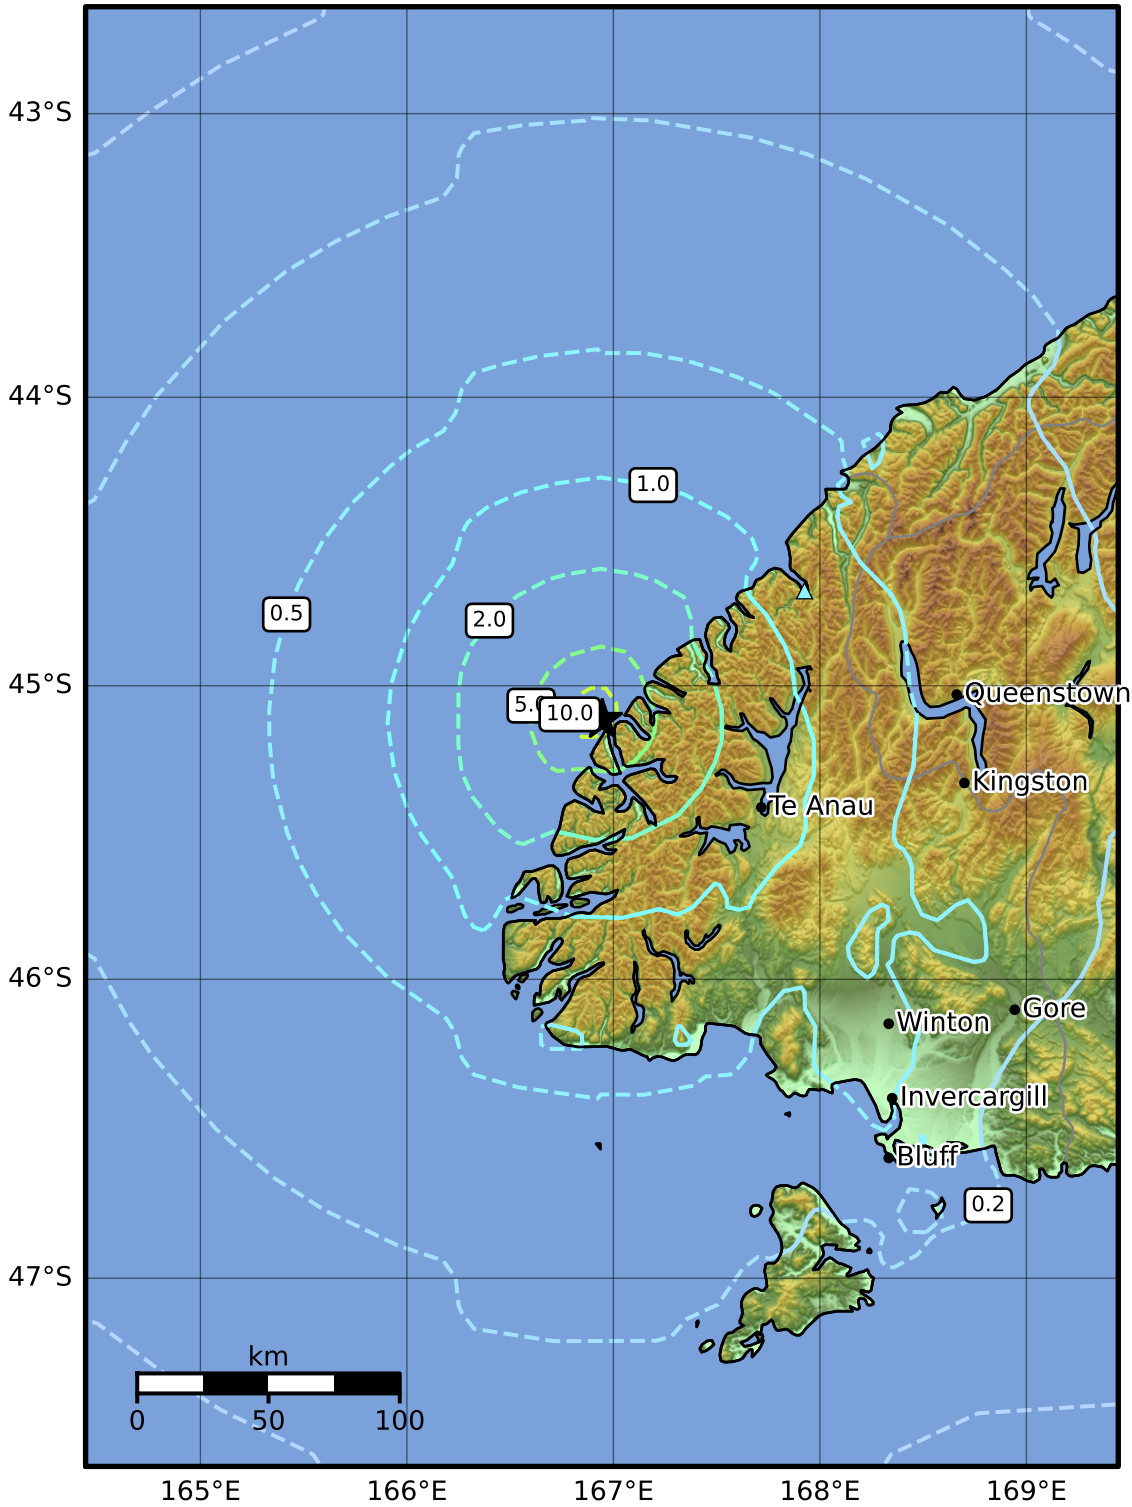 43°S
44°S
1.0
0.5
2.0
45°S
Queenstown
5.0
10.0
Kingston
Te Anau
46°S
Gore
Winton
Invercargill
Bluff
0.2
47°S
km
0 50 100
165°E 166°E 167°E 168°E 169°E